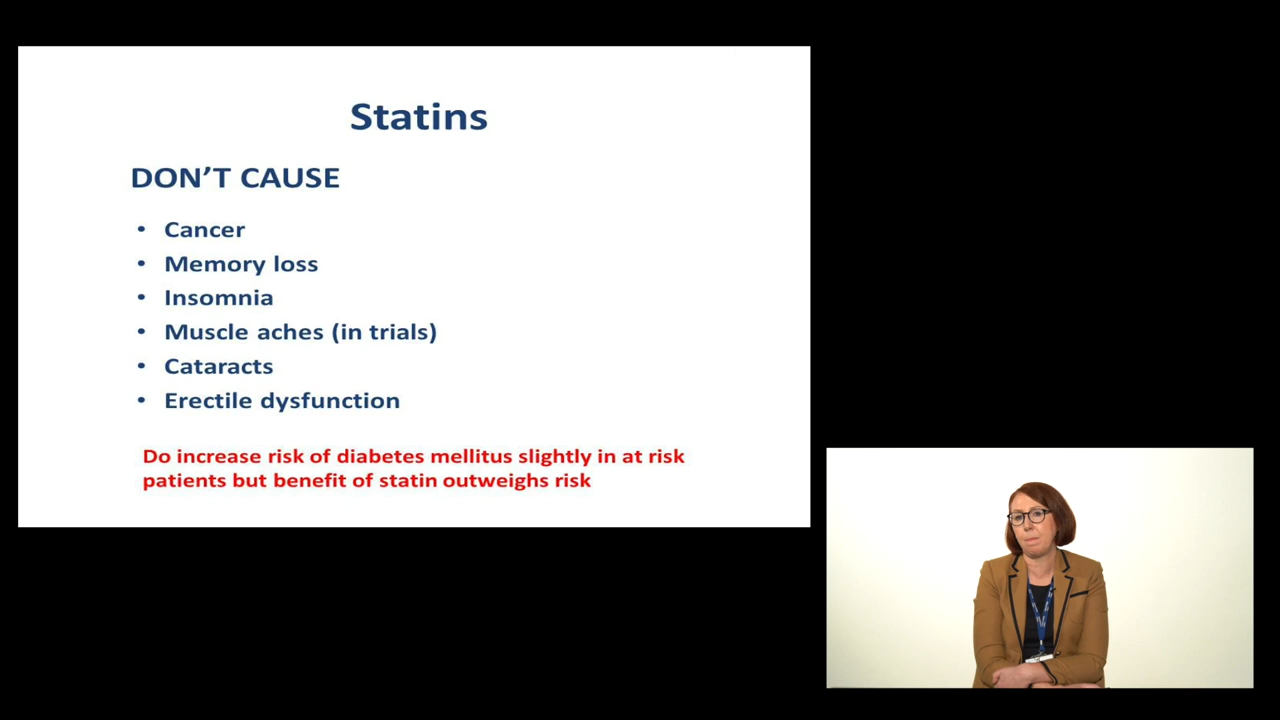 Statins
DON’T CAUSE
• Cancer
• Memory loss
• Insomnia
• Muscle aches (in trials)
• Cataracts
• Erectile dysfunction
Do increase risk of diabetes mellitus slightly in at risk
patients but benefit of statin outweighs risk